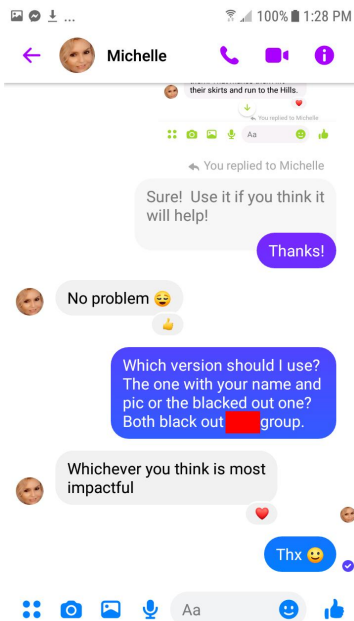 ... 100% 1:28 PM
Michelle
their skirts and run to the Hills.
You replied to Michelle
Aa
You replied to Michelle
Sure! Use it if you think it
will help!
Thanks!
No problem 😌
Which version should I use?
The one with your name and
pic or the blacked out one?
Both black out group.
Whichever you think is most
impactful
Thx 🙂
Aa